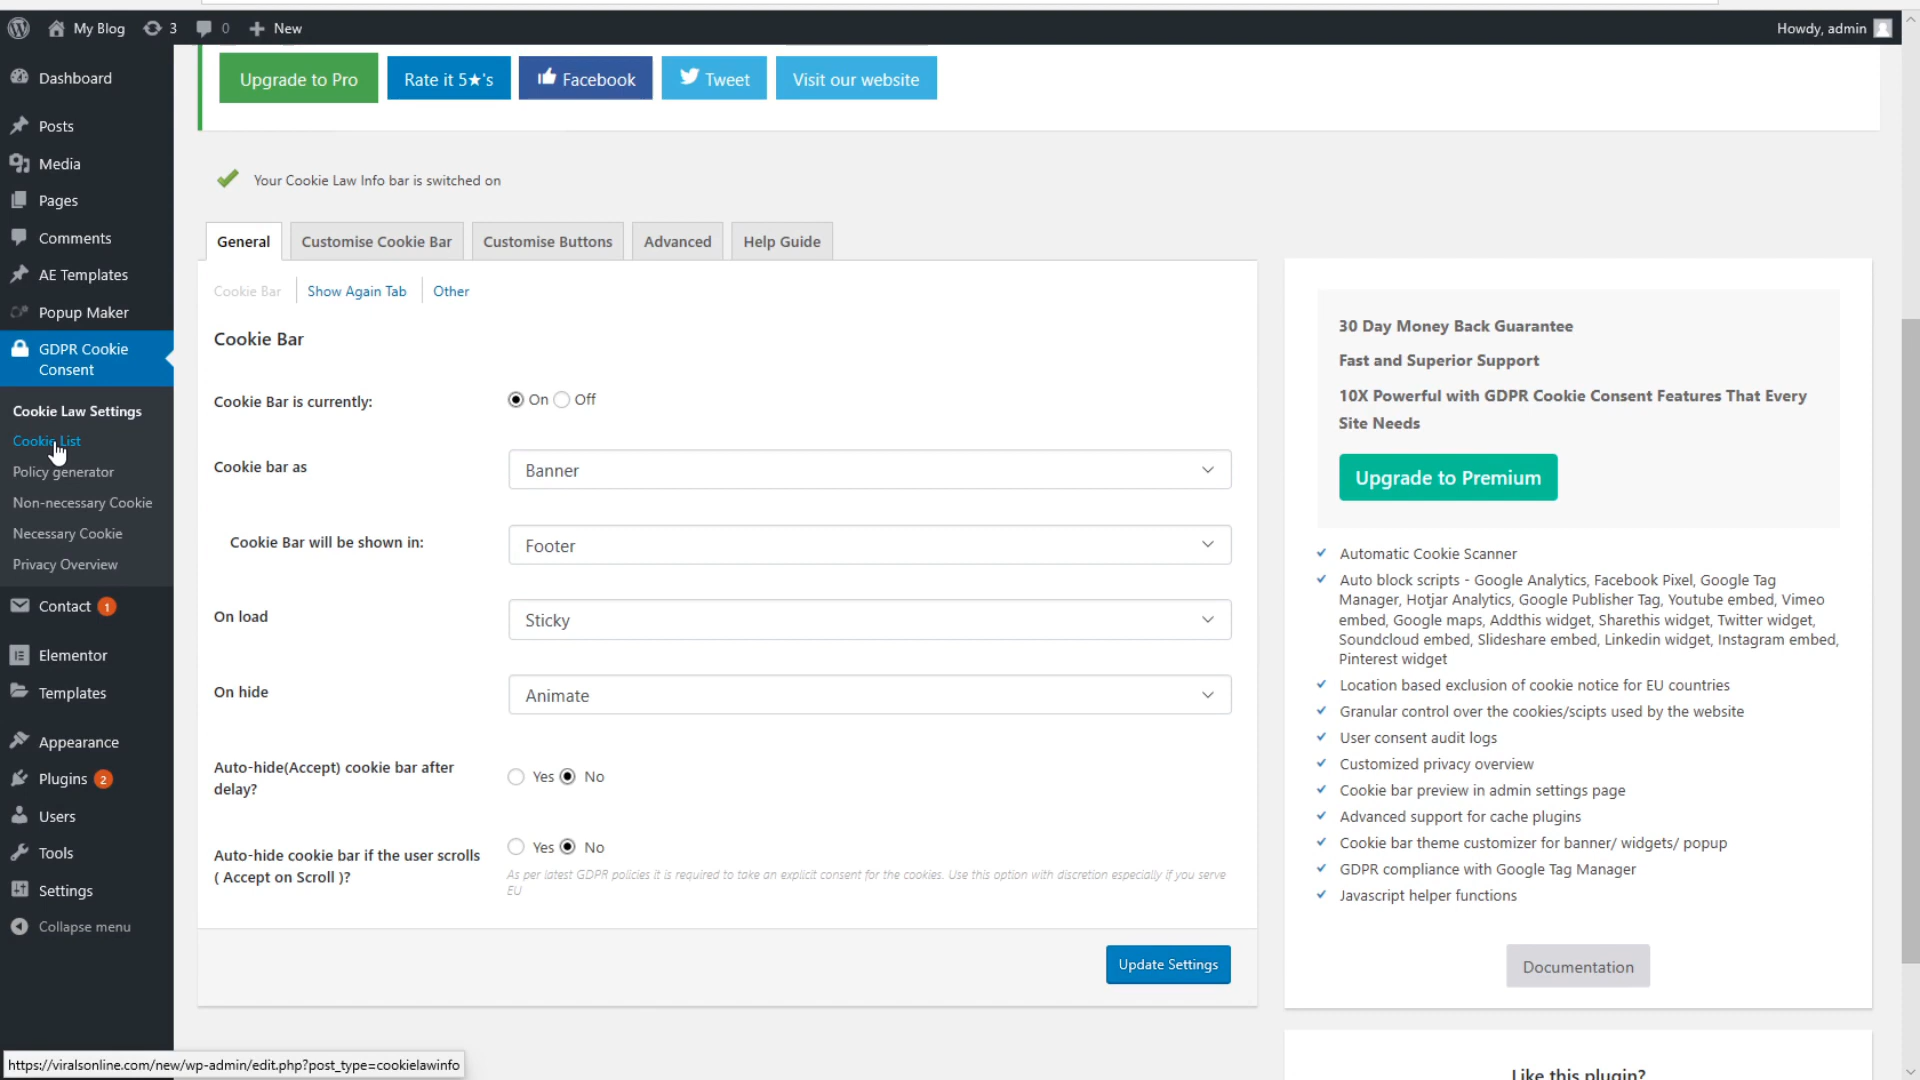 My Blog 3 0 New Howdy, admin
Dashboard
Posts
Media
Pages
Comments
AE Templates
Popup Maker
GDPR Cookie
Consent
Cookie Law Settings
Cookie List
Policy generator
Non-necessary Cookie
Necessary Cookie
Privacy Overview
Contact 1
Elementor
Templates
Appearance
Plugins 2
Users
Tools
Settings
Collapse menu
Upgrade to Pro Rate it 5★'s Facebook Tweet Visit our website
Your Cookie Law Info bar is switched on
General Customise Cookie Bar Customise Buttons Advanced Help Guide
Cookie Bar Show Again Tab Other
Cookie Bar
Cookie Bar is currently: On Off
Cookie bar as Banner
Cookie Bar will be shown in: Footer
On load Sticky
On hide Animate
Auto-hide(Accept) cookie bar after
delay?
Yes No
Auto-hide cookie bar if the user scrolls
( Accept on Scroll )?
Yes No
As per latest GDPR policies it is required to take an explicit consent for the cookies. Use this option with discretion especially if you serve
EU
Update Settings
30 Day Money Back Guarantee
Fast and Superior Support
10X Powerful with GDPR Cookie Consent Features That Every
Site Needs
Upgrade to Premium
Automatic Cookie Scanner
Auto block scripts - Google Analytics, Facebook Pixel, Google Tag
Manager, Hotjar Analytics, Google Publisher Tag, Youtube embed, Vimeo
embed, Google maps, Addthis widget, Sharethis widget, Twitter widget,
Soundcloud embed, Slideshare embed, Linkedin widget, Instagram embed,
Pinterest widget
Location based exclusion of cookie notice for EU countries
Granular control over the cookies/scipts used by the website
User consent audit logs
Customized privacy overview
Cookie bar preview in admin settings page
Advanced support for cache plugins
Cookie bar theme customizer for banner/ widgets/ popup
GDPR compliance with Google Tag Manager
Javascript helper functions
Documentation
Like this plugin?
https://viralsonline.com/new/wp-admin/edit.php?post_type=cookielawinfo